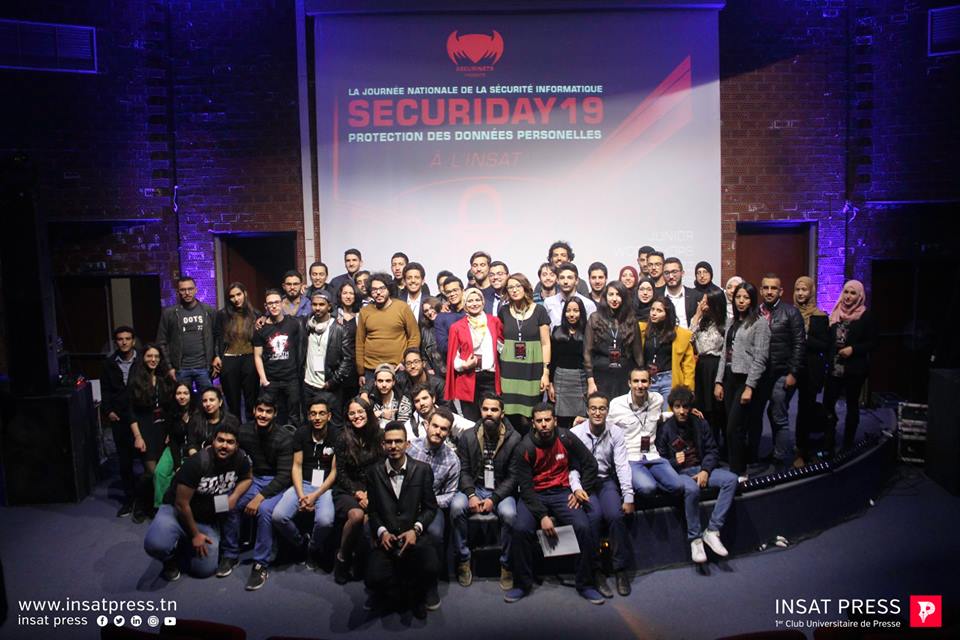 SECURINETS
LA JOURNÉE NATIONALE DE LA SÉCURITÉ INFORMATIQUE
SECURIDAY19
PROTECTION DES DONNÉES PERSONELLES
À L'INSAT
JUNIOR
DOTS
www.insatpress.tn
insat press
INSAT PRESS
1er Club Universitaire de Presse